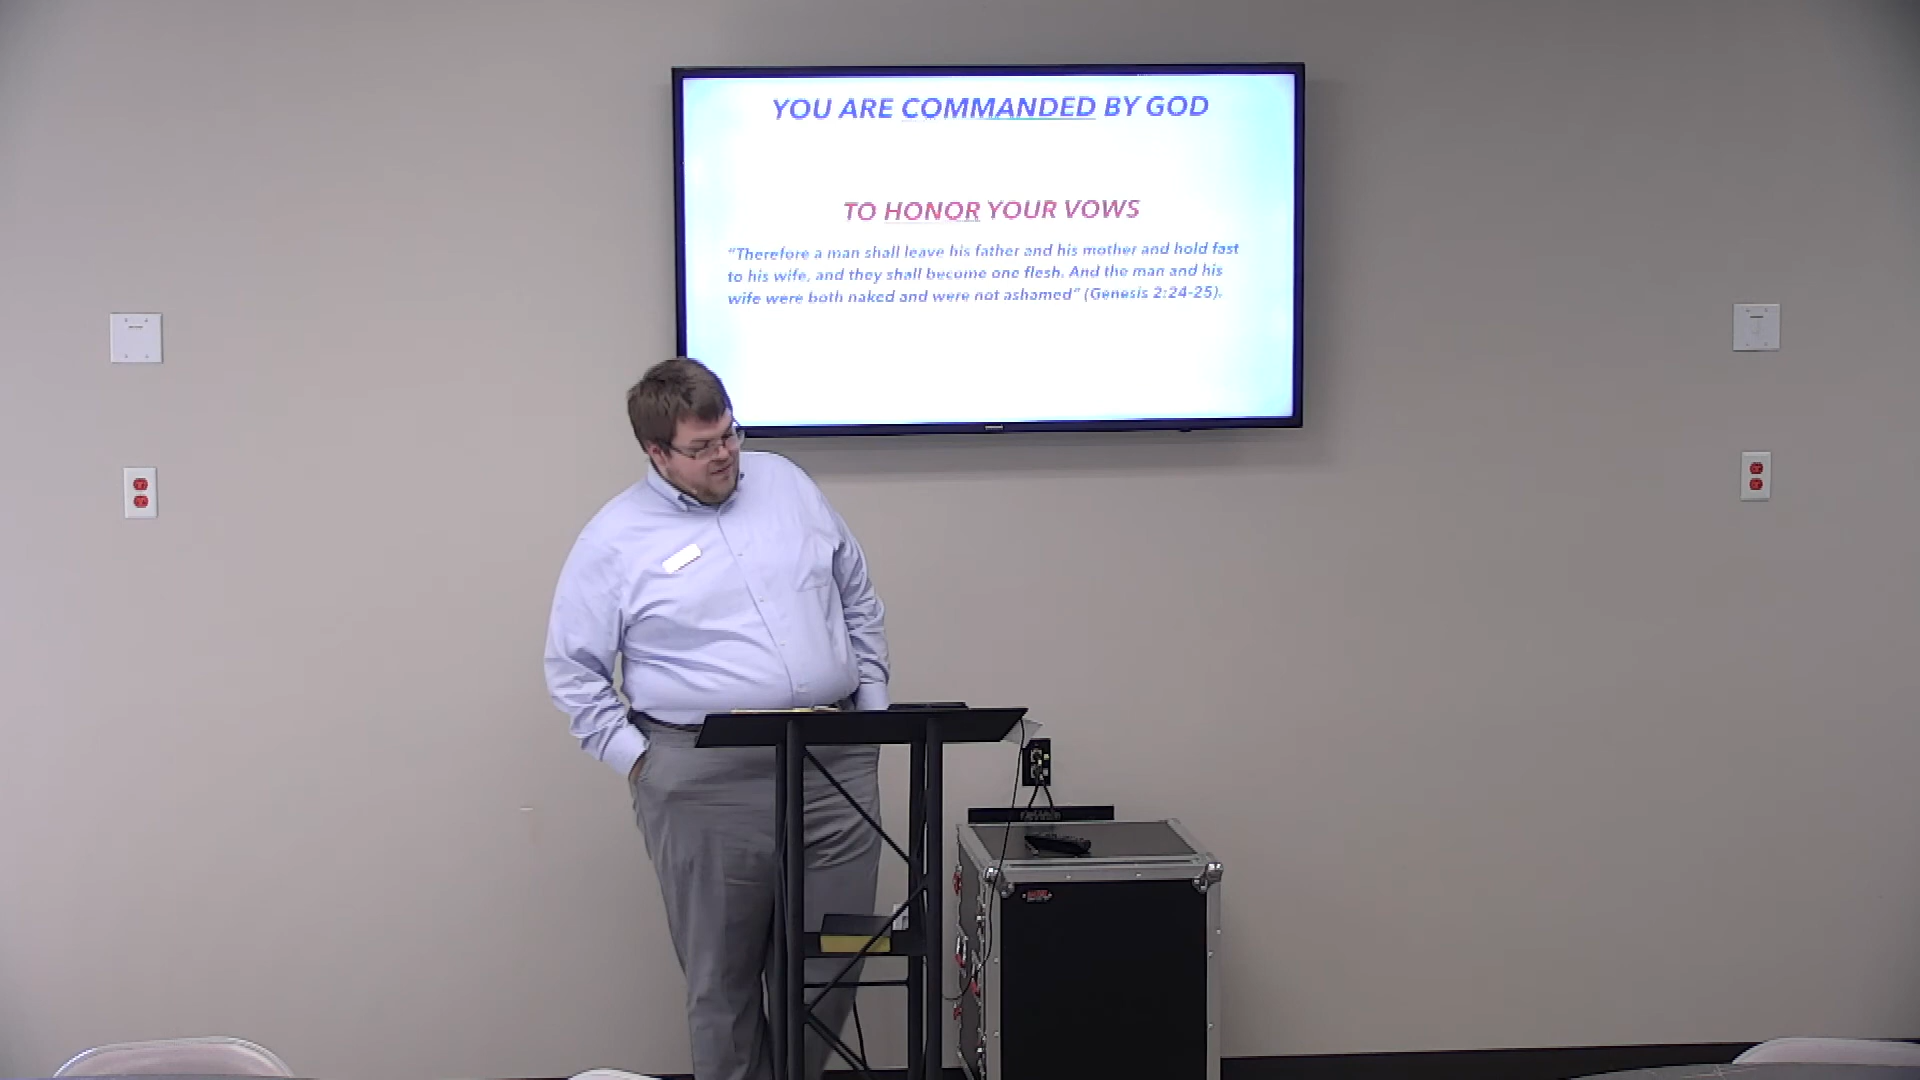 YOU ARE COMMANDED BY GOD
TO HONOR YOUR VOWS
“Therefore a man shall leave his father and his mother and hold fast
to his wife, and they shall become one flesh. And the man and his
wife were both naked and were not ashamed” (Genesis 2:24-25).